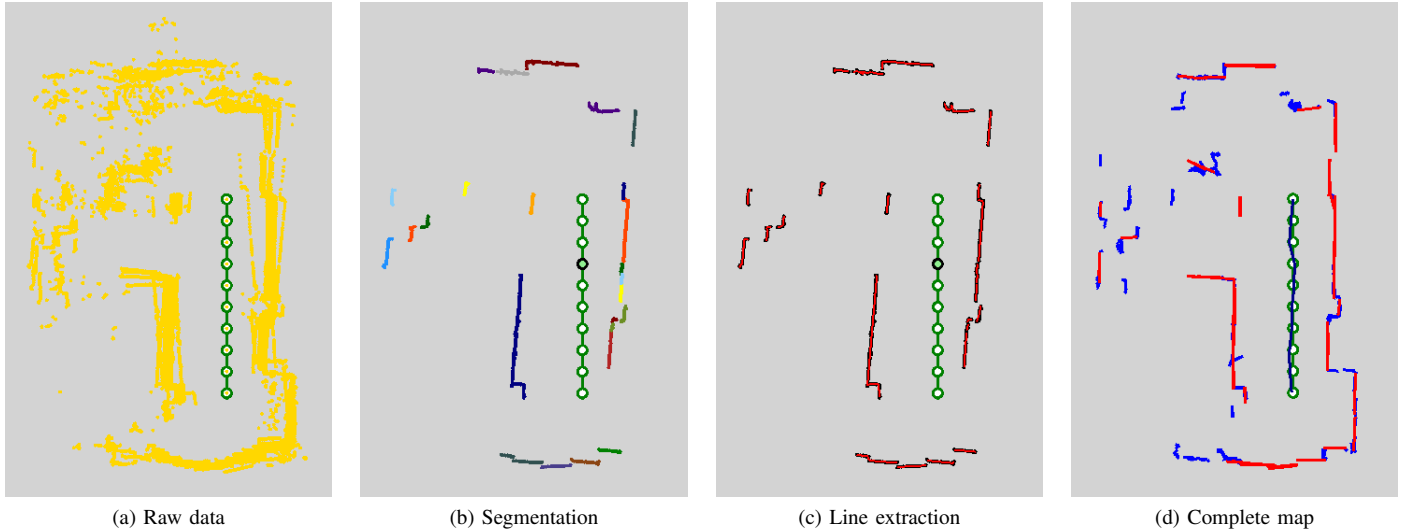 (a) Raw data
(b) Segmentation
(c) Line extraction
(d) Complete map